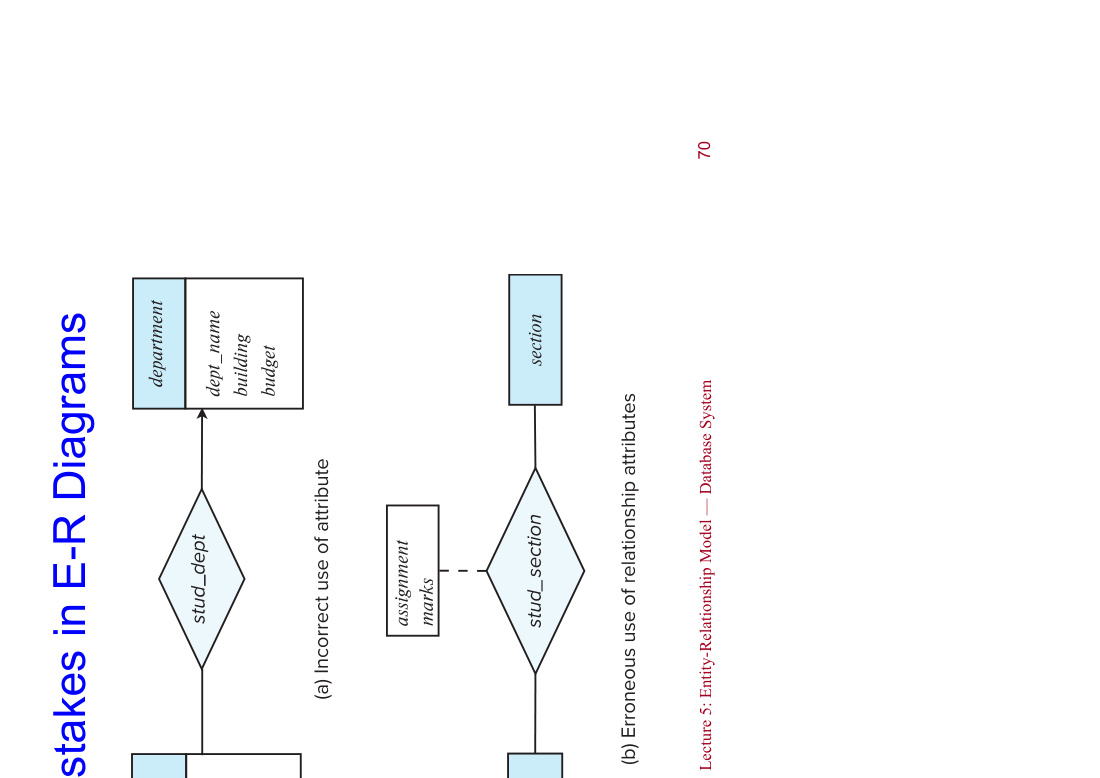 stakes in E-R Diagrams
stud_dept
department
dept_name
building
budget
(a) Incorrect use of attribute
assignment
marks
stud_section
section
(b) Erroneous use of relationship attributes
Lecture 5: Entity-Relationship Model — Database System
70